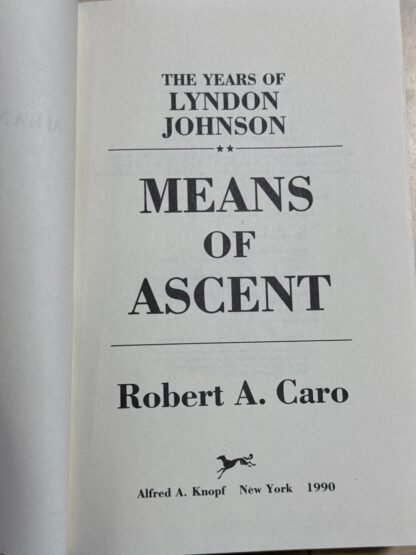 THE YEARS OF
LYNDON
JOHNSON
★★
MEANS
OF
ASCENT
Robert A. Caro
Alfred A. Knopf New York 1990